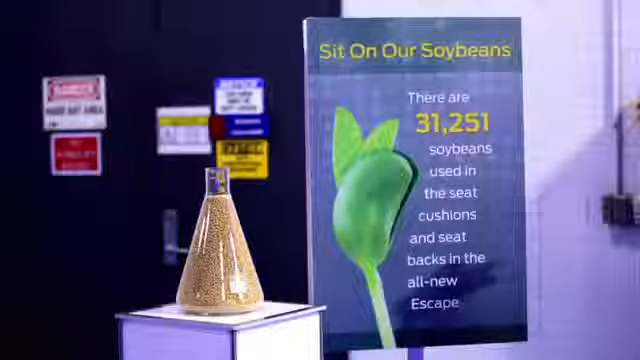 Sit On Our Soybeans
There are
31,251
soybeans
used in
the seat
cushions
and seat
backs in the
all-new
Escape
DANGER